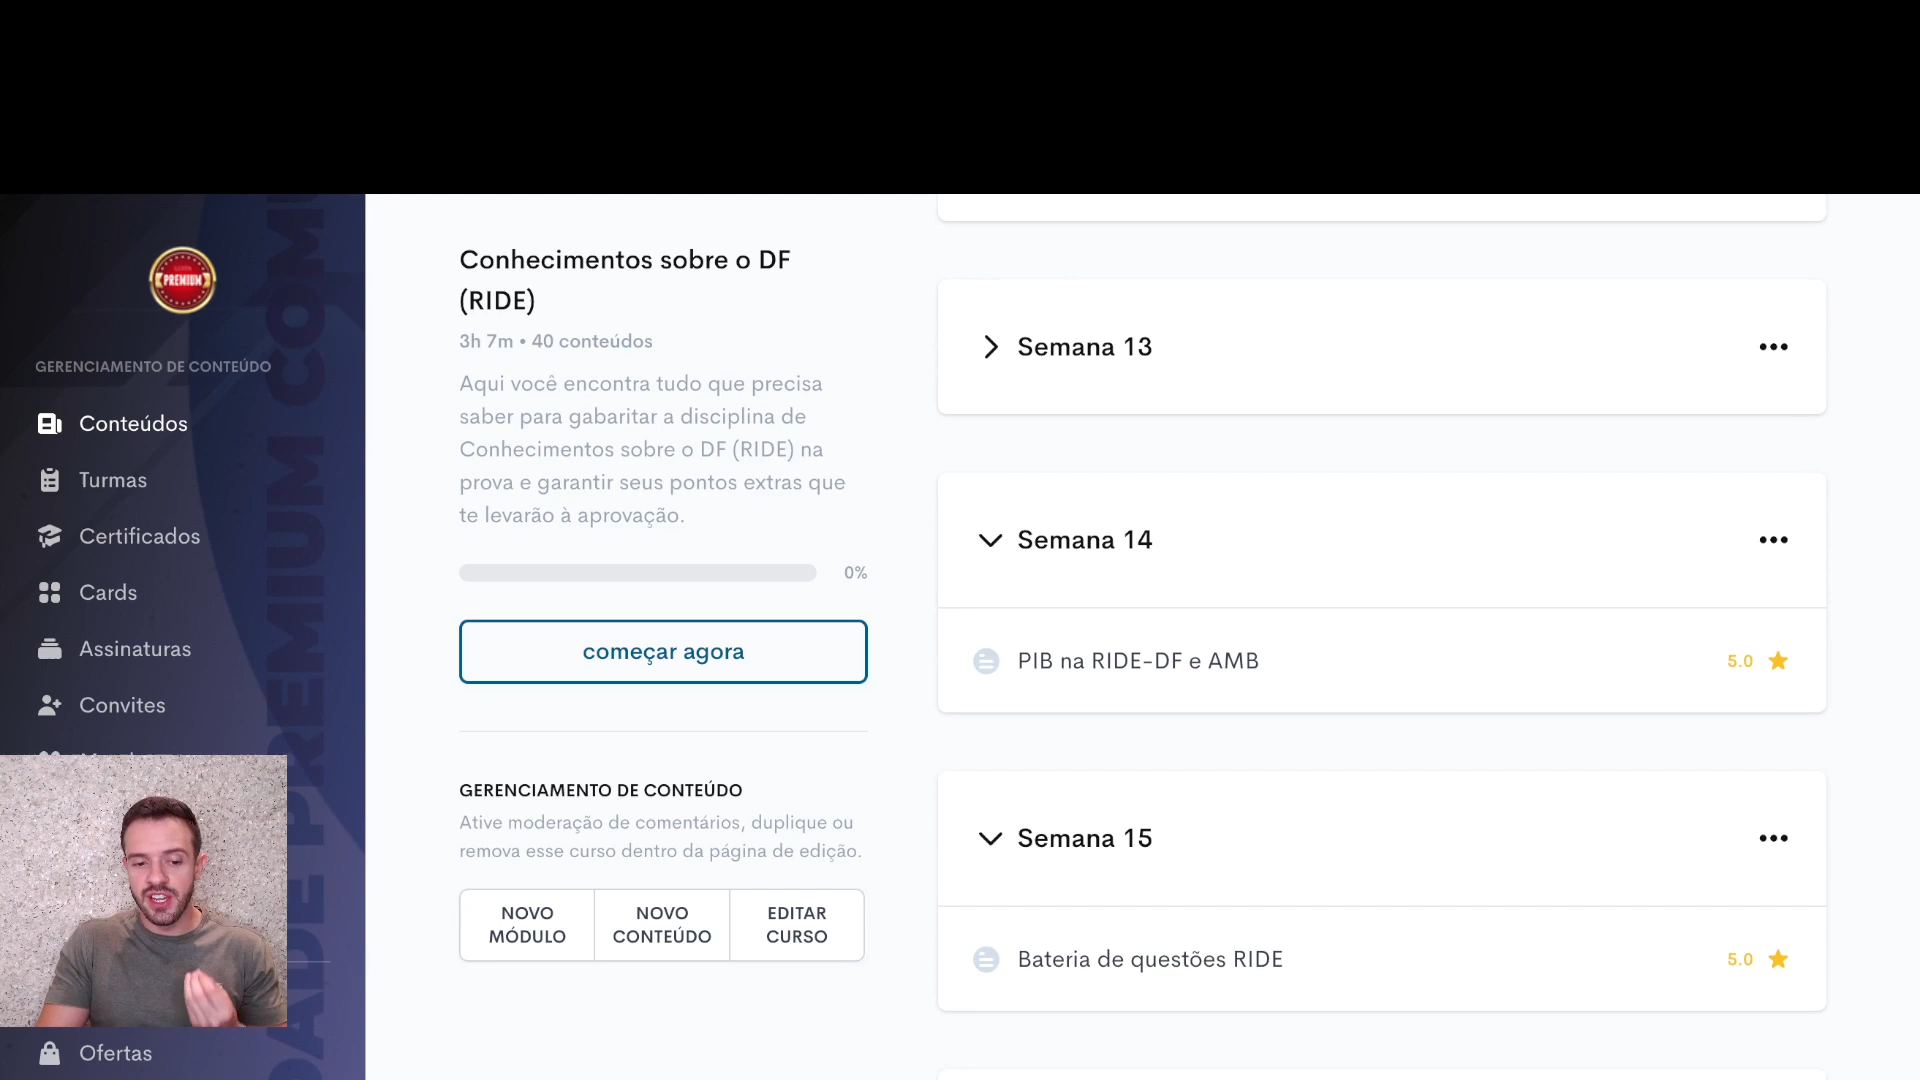 PREMIUM
GERENCIAMENTO DE CONTEÚDO
Conteúdos
Turmas
Certificados
Cards
Assinaturas
Convites
Ofertas
Conhecimentos sobre o DF
(RIDE)
3h 7m • 40 conteúdos
Aqui você encontra tudo que precisa
saber para gabaritar a disciplina de
Conhecimentos sobre o DF (RIDE) na
prova e garantir seus pontos extras que
te levarão à aprovação.
0%
começar agora
GERENCIAMENTO DE CONTEÚDO
Ative moderação de comentários, duplique ou
remova esse curso dentro da página de edição.
NOVO
MÓDULO
NOVO
CONTEÚDO
EDITAR
CURSO
Semana 13
Semana 14
PIB na RIDE-DF e AMB
5.0
Semana 15
Bateria de questões RIDE
5.0